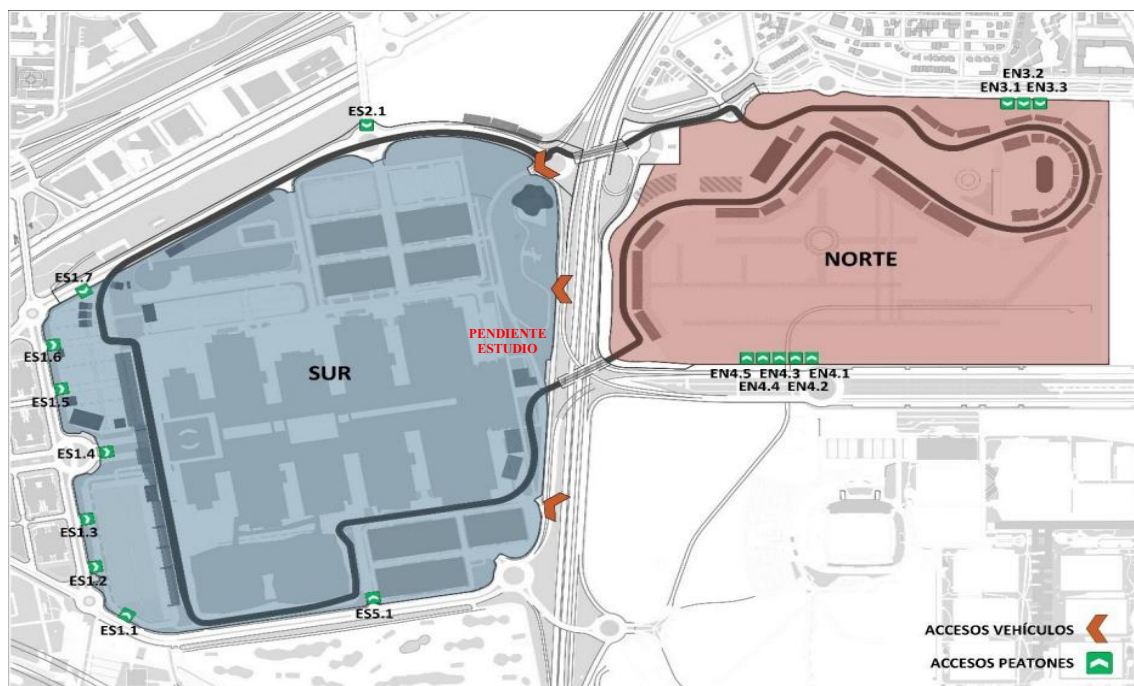 EN3.2
EN3.1 EN3.3
ES2.1
NORTE
ES1.7
PENDIENTE
ESTUDIO
ES1.6
SUR
EN4.5 EN4.3 EN4.1
EN4.4 EN4.2
ES1.5
ES1.4
ES1.3
ES1.2
ES5.1
ES1.1
ACCESOS VEHÍCULOS
ACCESOS PEATONES